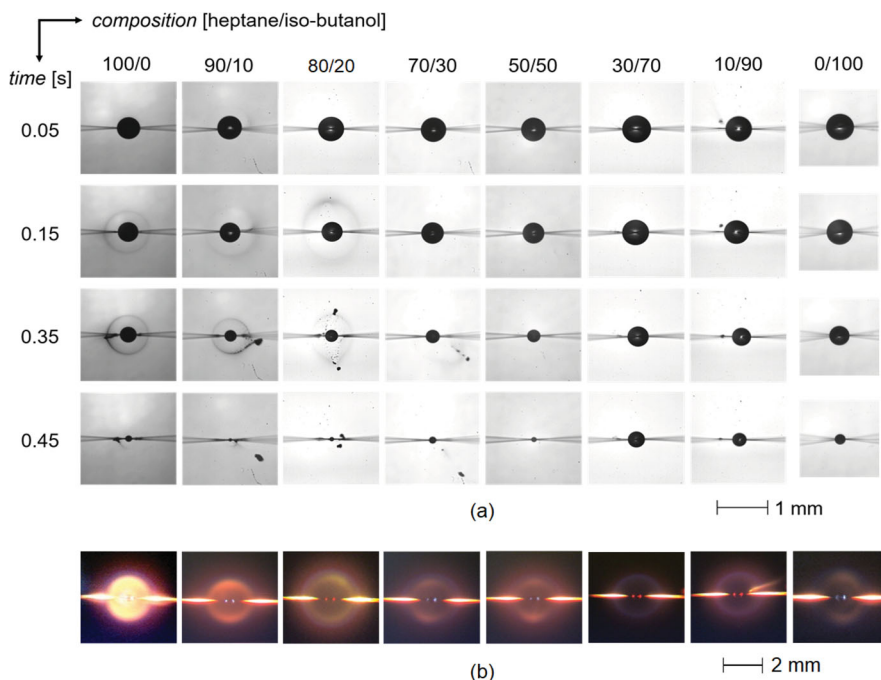 composition [heptane/iso-butanol]
time [s]
100/0 90/10 80/20 70/30 50/50 30/70 10/90 0/100
0.05
0.15
0.35
0.45
(a)
1 mm
(b)
2 mm